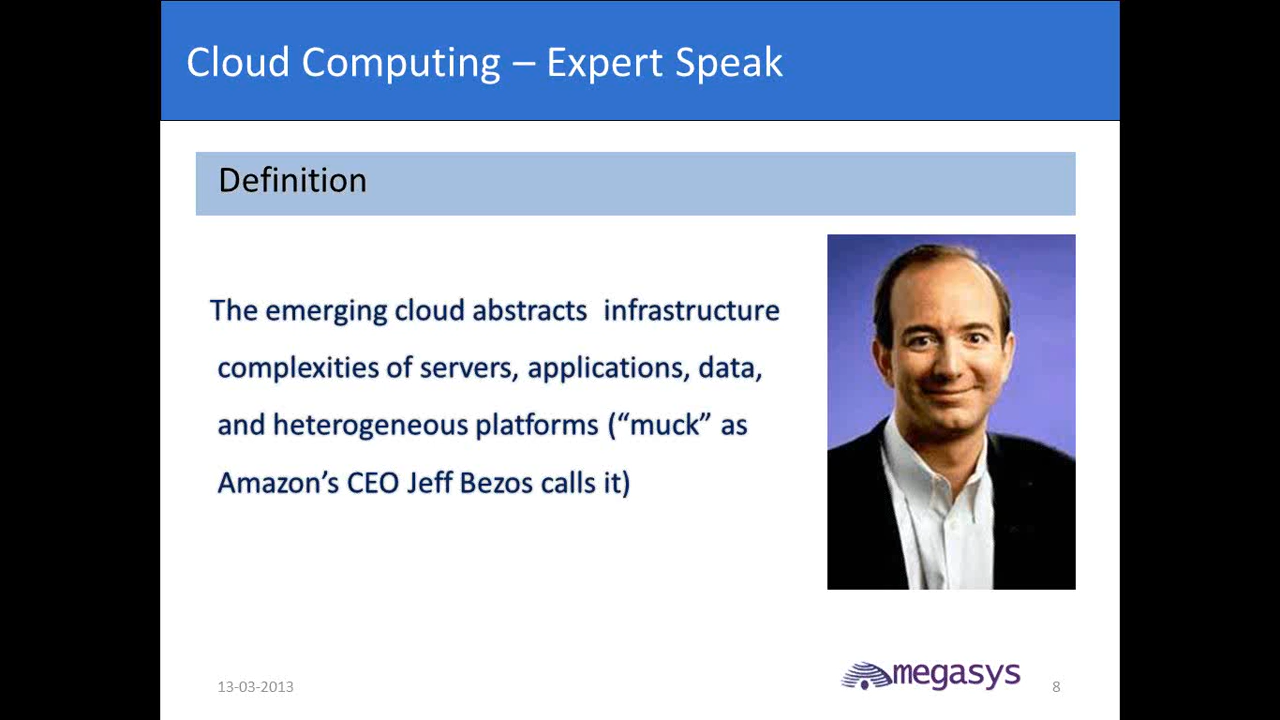 Cloud Computing – Expert Speak
Definition
The emerging cloud abstracts  infrastructure
complexities of servers, applications, data,
and heterogeneous platforms (“muck” as
Amazon’s CEO Jeff Bezos calls it)
13-03-2013
megasys
8